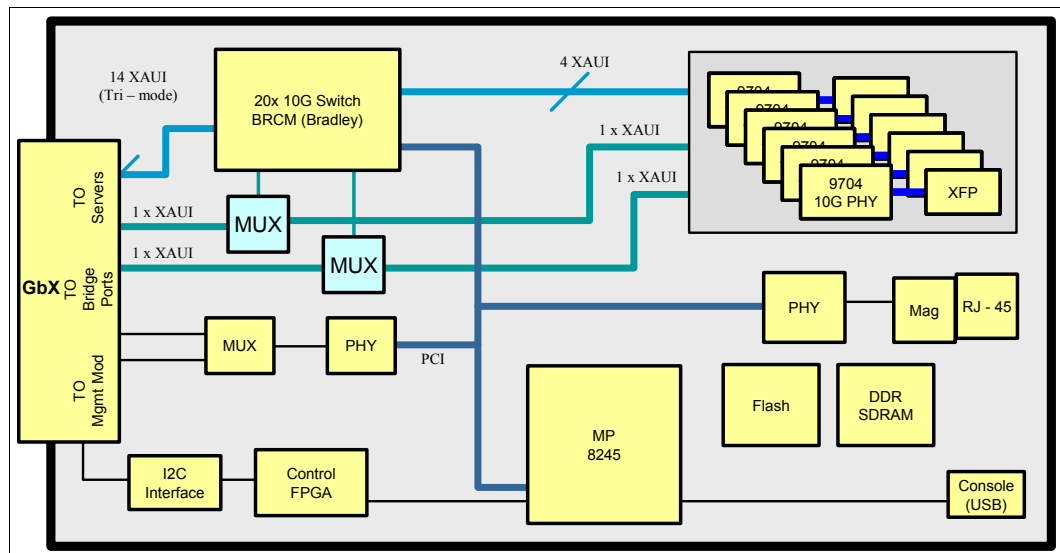 14 XAUI
(Tri – mode)
20x 10G Switch
BRCM (Bradley)
4 XAUI
1 x XAUI
1 x XAUI
9704
9704
9704
9704
9704
9704
10G PHY
XFP
GbX
TO
Servers
TO
Bridge
Ports
TO
Mgmt Mod
1 x XAUI
1 x XAUI
MUX
MUX
MUX
PHY
PCI
PHY
Mag
RJ - 45
MP
8245
Flash
DDR
SDRAM
I2C
Interface
Control
FPGA
Console
(USB)